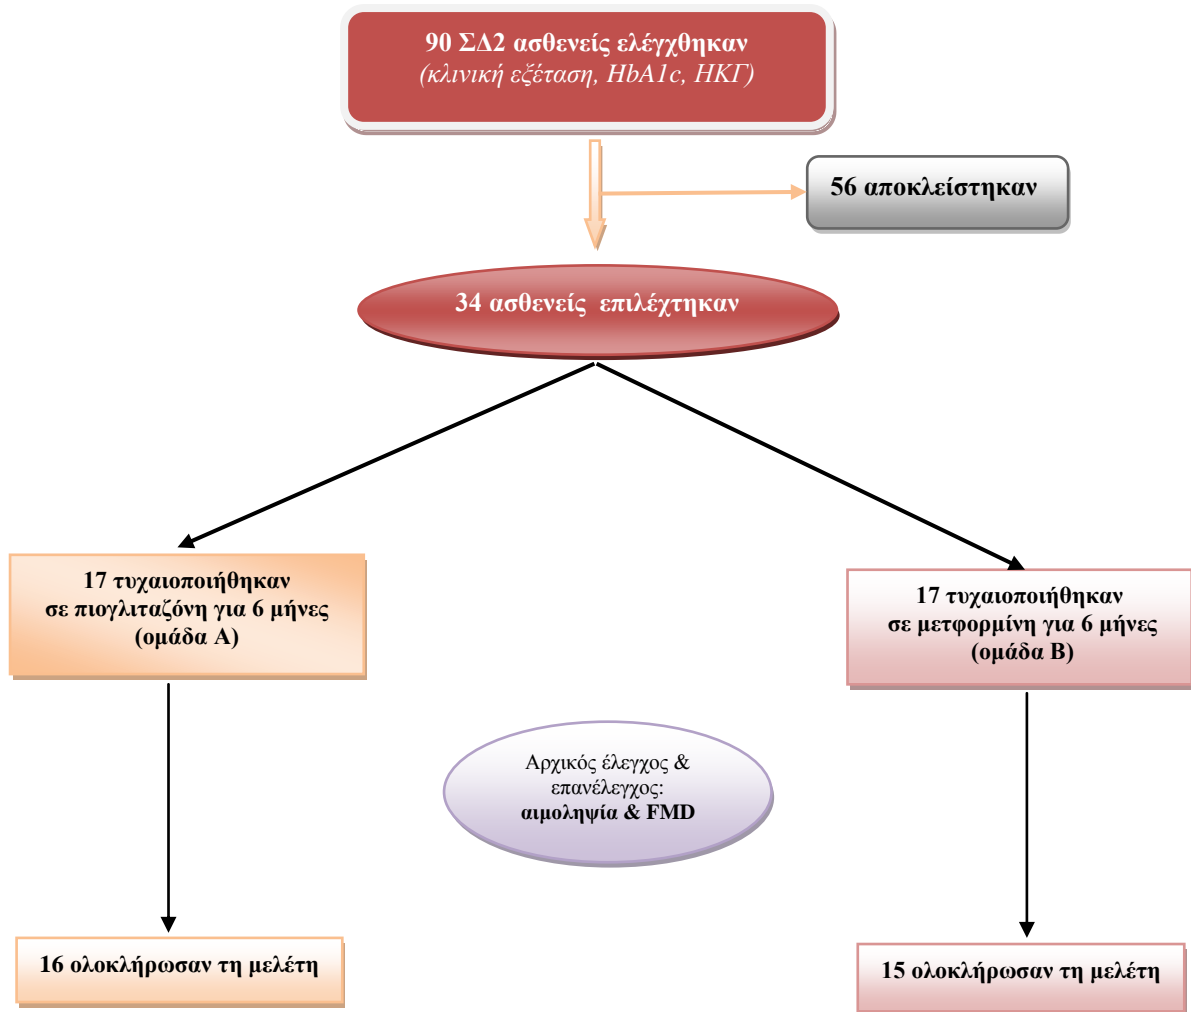 90 ΣΔ2 ασθενείς ελέγχθηκαν
(κλινική εξέταση, HbA1c, ΗΚΓ)
56 αποκλείστηκαν
34 ασθενείς επιλέχτηκαν
17 τυχαιοποιήθηκαν
σε πιογλιταζόνη για 6 μήνες
(ομάδα Α)
17 τυχαιοποιήθηκαν
σε μετφορμίνη για 6 μήνες
(ομάδα Β)
Αρχικός έλεγχος &
επανέλεγχος:
αιμοληψία & FMD
16 ολοκλήρωσαν τη μελέτη
15 ολοκλήρωσαν τη μελέτη